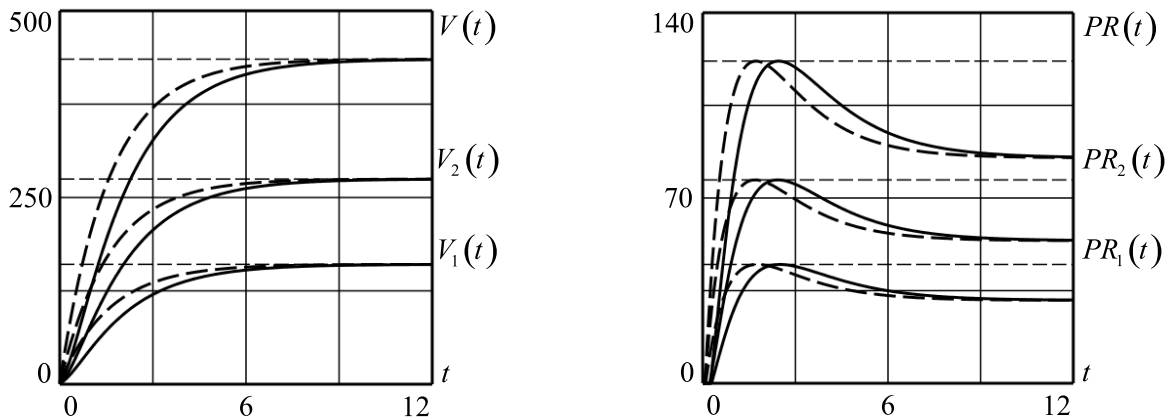 500
V(t)
V₂(t)
250
V₁(t)
0
t
0 6 12
140
PR(t)
PR₂(t)
70
PR₁(t)
0
t
0 6 12